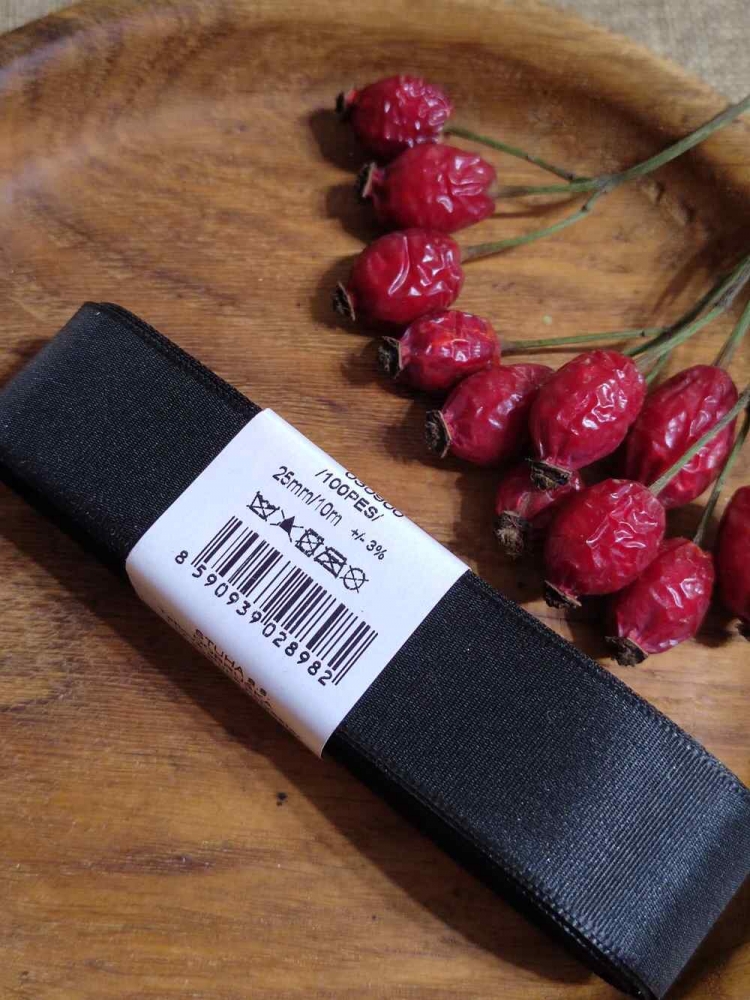 /100PES/
25mm/10m +/- 3%
8 590939 028982
STUHA a.s.